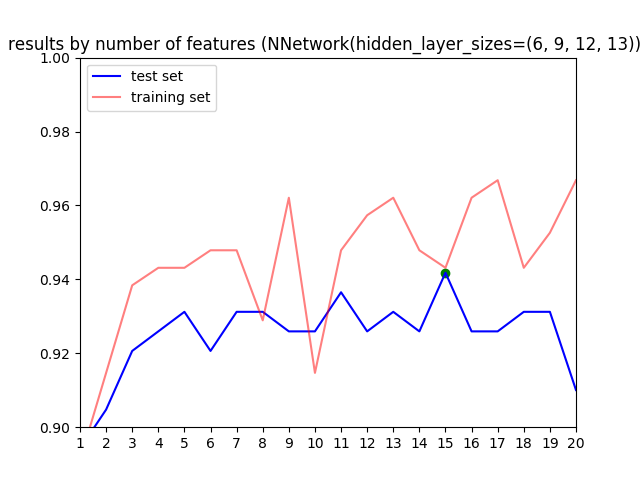 results by number of features (NNetwork(hidden_layer_sizes=(6, 9, 12, 13))
1.00
test set
training set
0.98
0.96
0.94
0.92
0.90
1 2 3 4 5 6 7 8 9 10 11 12 13 14 15 16 17 18 19 20